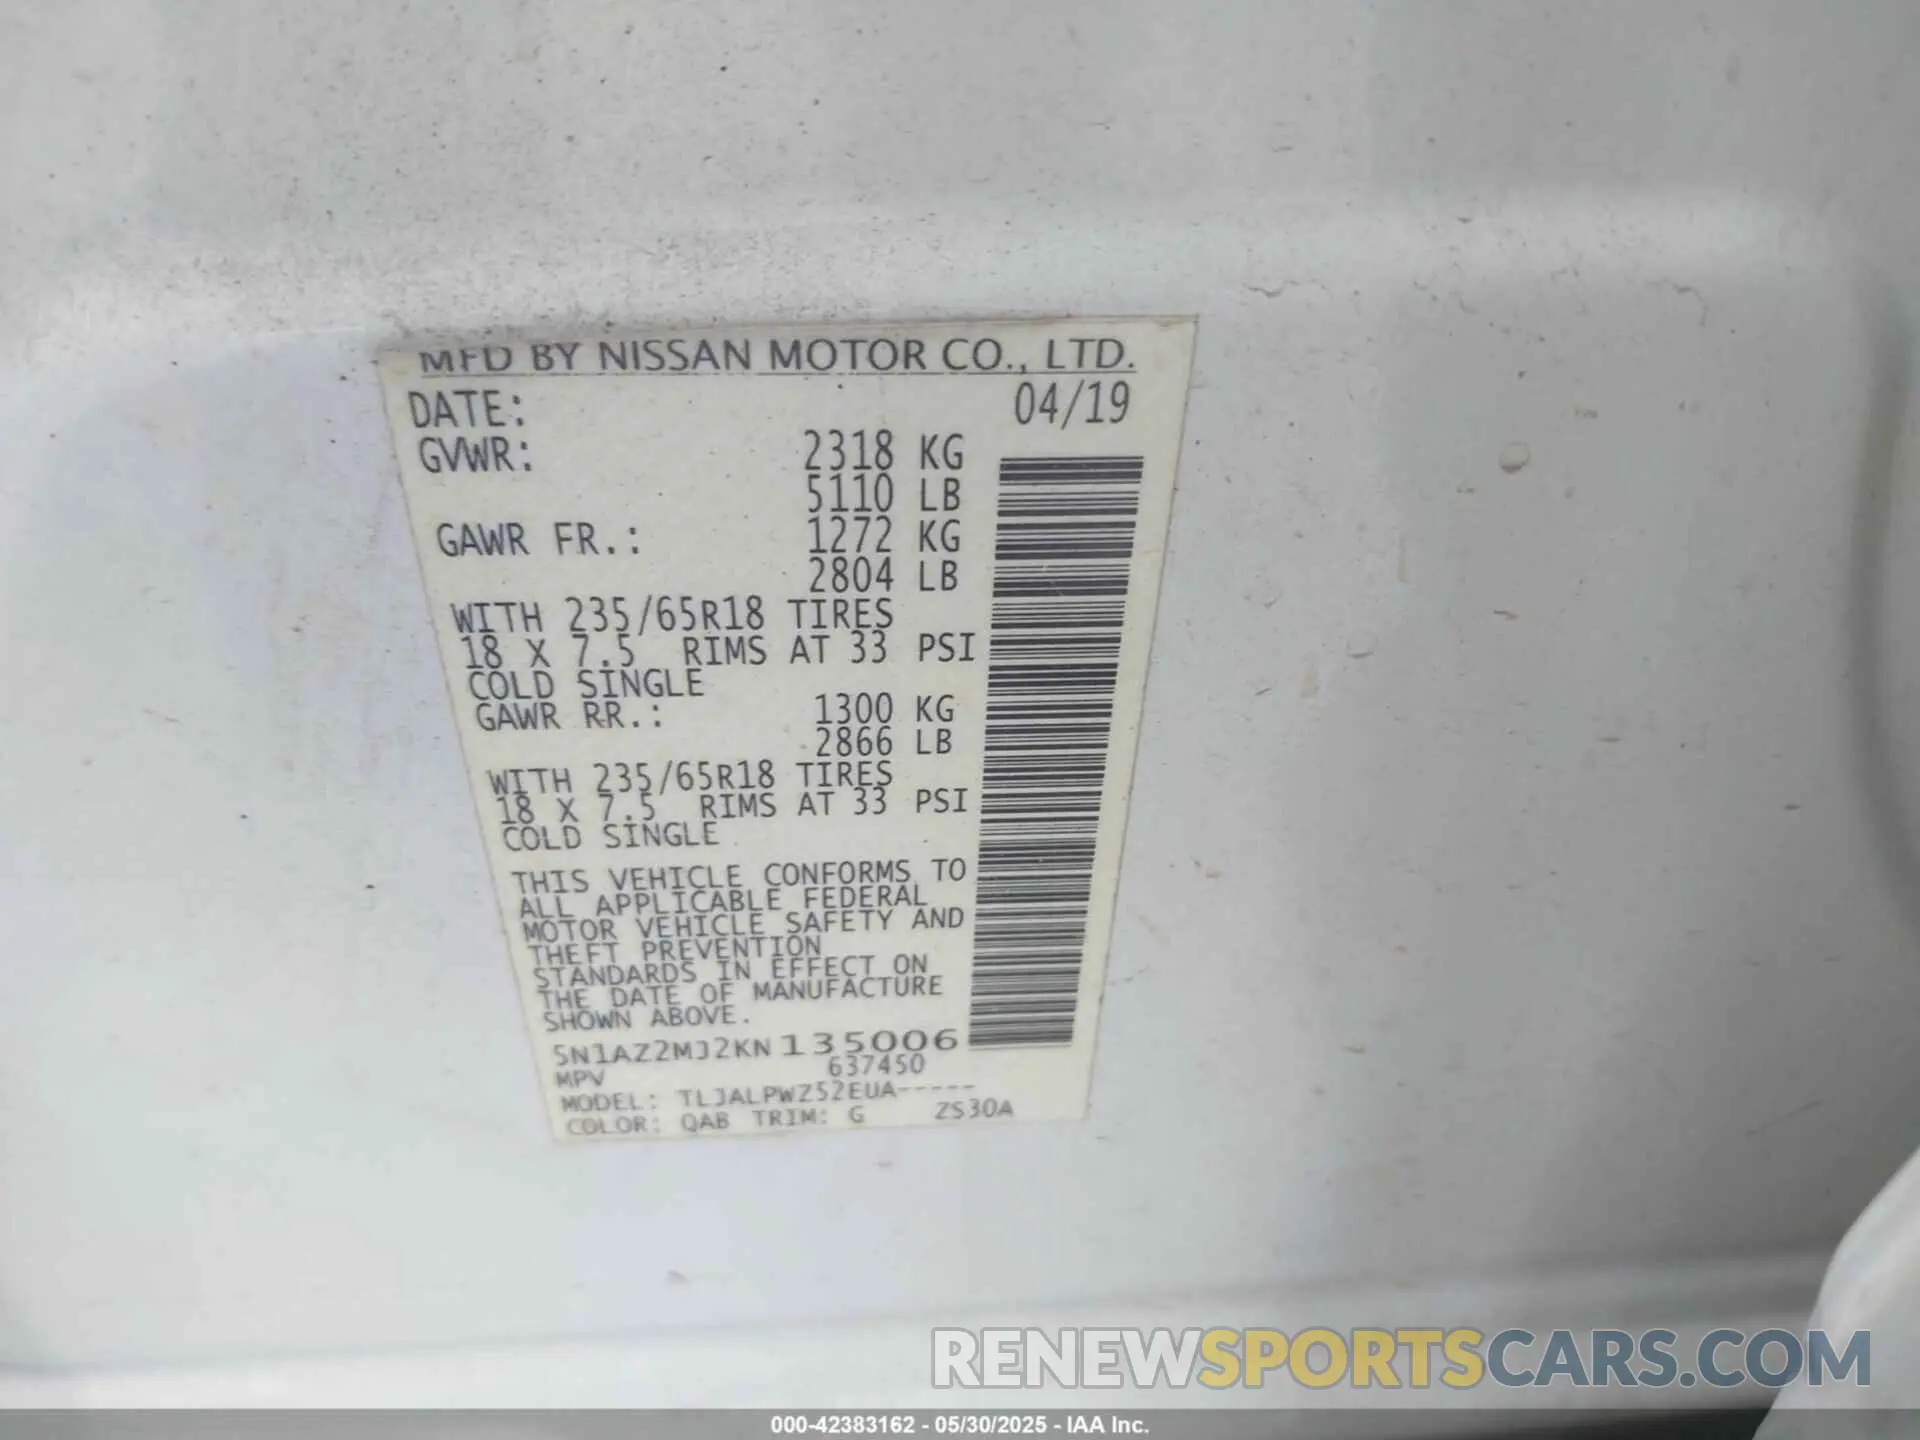 MFD BY NISSAN MOTOR CO., LTD.
DATE: 04/19
GVWR: 2318 KG
5110 LB
GAWR FR.: 1272 KG
2804 LB
WITH 235/65R18 TIRES
18 X 7.5 RIMS AT 33 PSI
COLD SINGLE
GAWR RR.: 1300 KG
2866 LB
WITH 235/65R18 TIRES
18 X 7.5 RIMS AT 33 PSI
COLD SINGLE
THIS VEHICLE CONFORMS TO
ALL APPLICABLE FEDERAL
MOTOR VEHICLE SAFETY AND
THEFT PREVENTION
STANDARDS IN EFFECT ON
THE DATE OF MANUFACTURE
SHOWN ABOVE.
5N1AZ2MJ2KN135006
MPV 637450
MODEL: TLJALPWZ52EUA-----
COLOR: QAB TRIM: G ZS30A
RENEWSPORTSCARS.COM
000-42383162 - 05/30/2025 - IAA Inc.